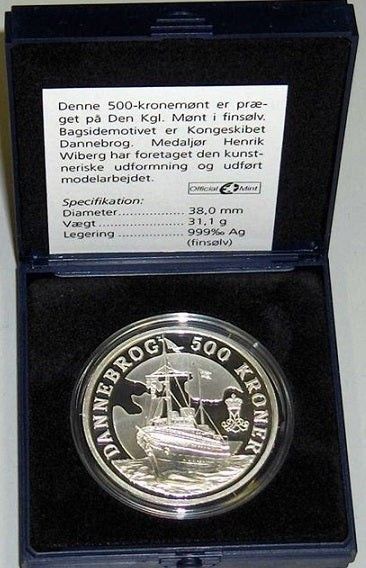 Denne 500-kronemønt er præ-
get på Den Kgl. Mønt i finsølv.
Bagsidemotivet er Kongeskibet
Dannebrog. Medaljør Henrik
Wiberg har foretaget den kunst-
neriske udformning og udført
modelarbejdet.
Official Mint
Specifikation:
Diameter.................. 38,0 mm
Vægt ........................ 31,1 g
Legering .................. 999‰ Ag
(finsølv)
DANNEBROG 500 KRONER